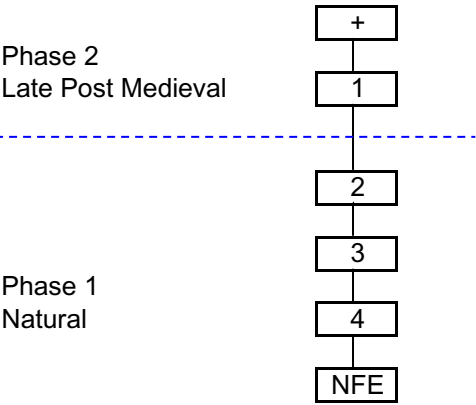 +
Phase 2
Late Post Medieval
1
2
3
Phase 1
Natural
4
NFE